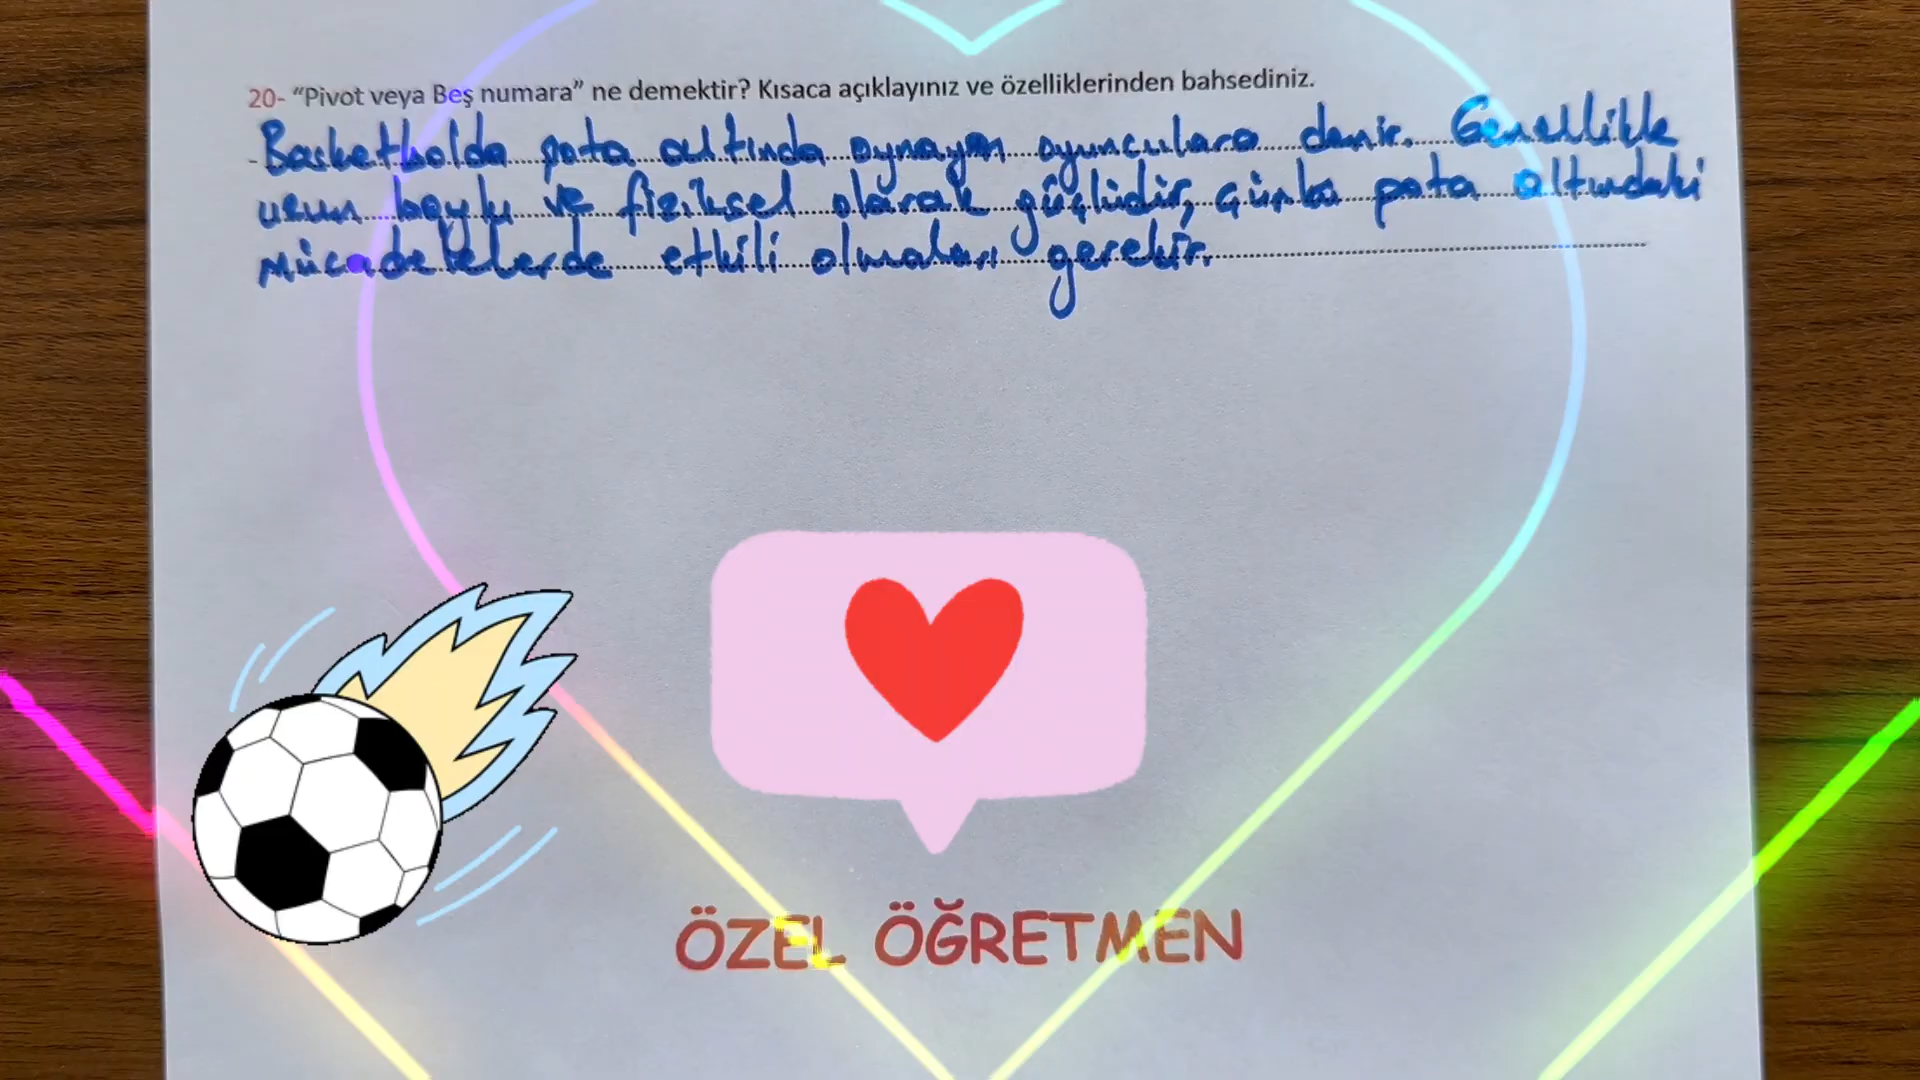 20- “Pivot veya Beş numara” ne demektir? Kısaca açıklayınız ve özelliklerinden bahsediniz.
Basketbolda pota altında oynayan oyunculara denir. Genellikle
uzun boylu ve fiziksel olarak güçlüdür, çünkü pota altındaki
mücadelelerde etkili olmaları gerekir.
ÖZEL ÖĞRETMEN